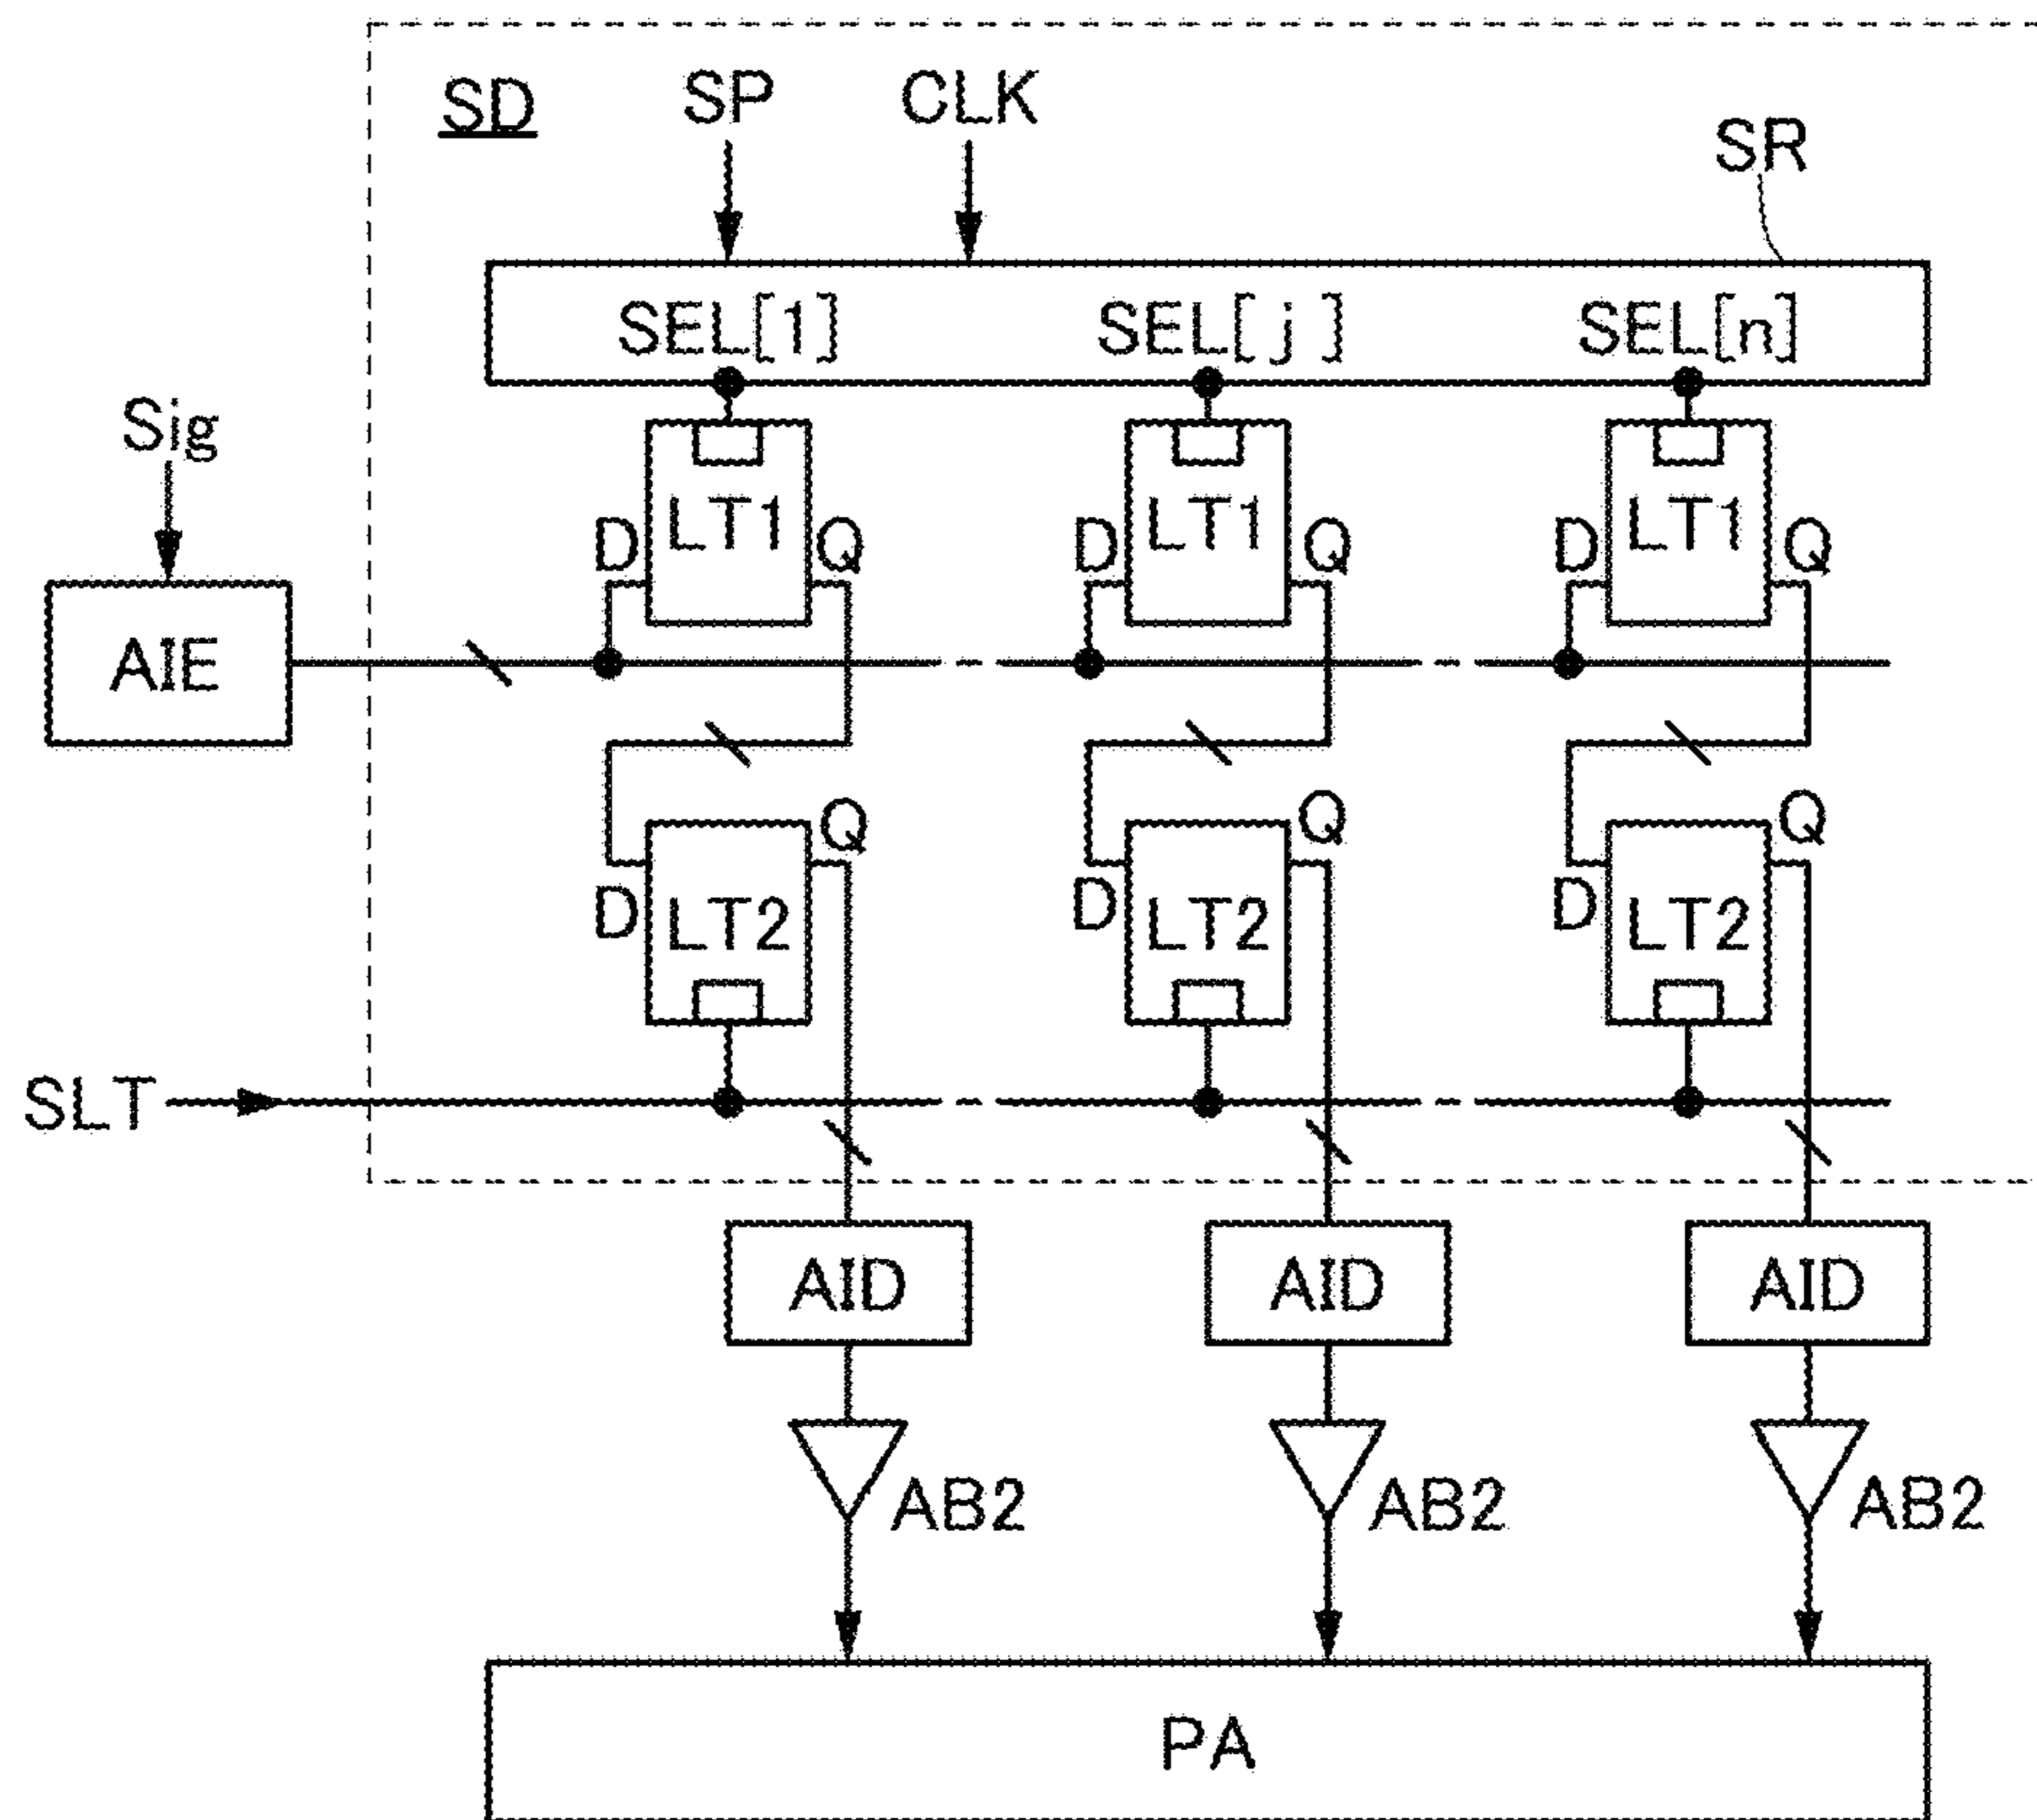 SD SP CLK
SR
SEL[1] SEL[j] SEL[n]
Sig
D LT1 Q D LT1 Q D LT1 Q
AIE
Q Q Q
D LT2 D LT2 D LT2
SLT
AID AID AID
AB2 AB2 AB2
PA